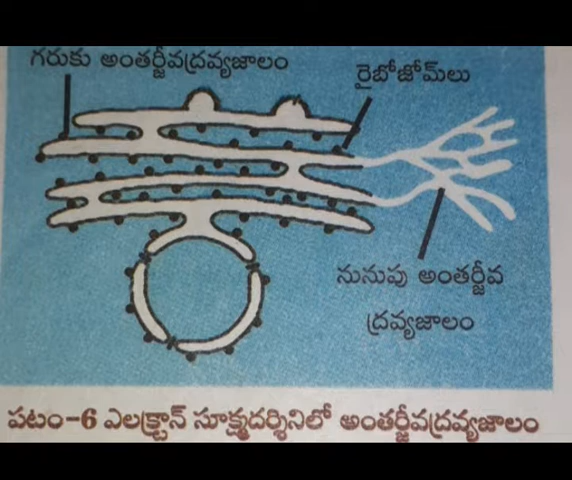 గరుకు అంతర్జీవద్రవ్యజాలం
రైబోజోమ్‌లు
నునుపు అంతర్జీవ
ద్రవ్యజాలం
పటం-6 ఎలక్ట్రాన్ సూక్ష్మదర్శినిలో అంతర్జీవద్రవ్యజాలం